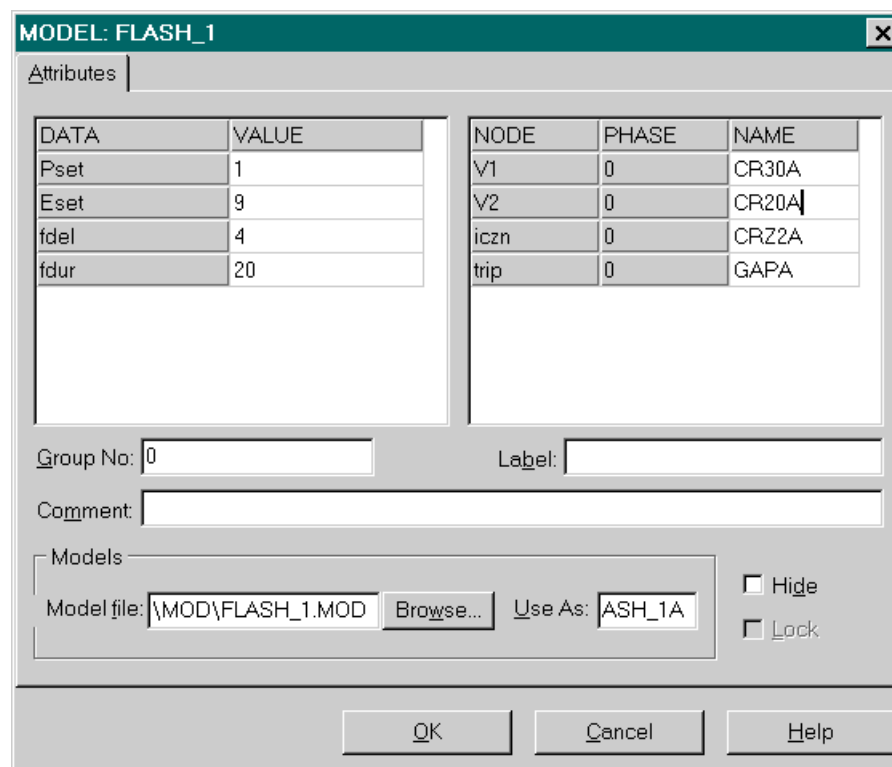 MODEL: FLASH_1
Attributes
DATA VALUE NODE PHASE NAME
Pset 1 V1 0 CR30A
Eset 9 V2 0 CR20A
fdel 4 iczn 0 CRZ2A
fdur 20 trip 0 GAPA
Group No: 0 Label:
Comment:
Models
Model file: \MOD\FLASH_1.MOD Browse... Use As: ASH_1A
Hide
Lock
OK Cancel Help